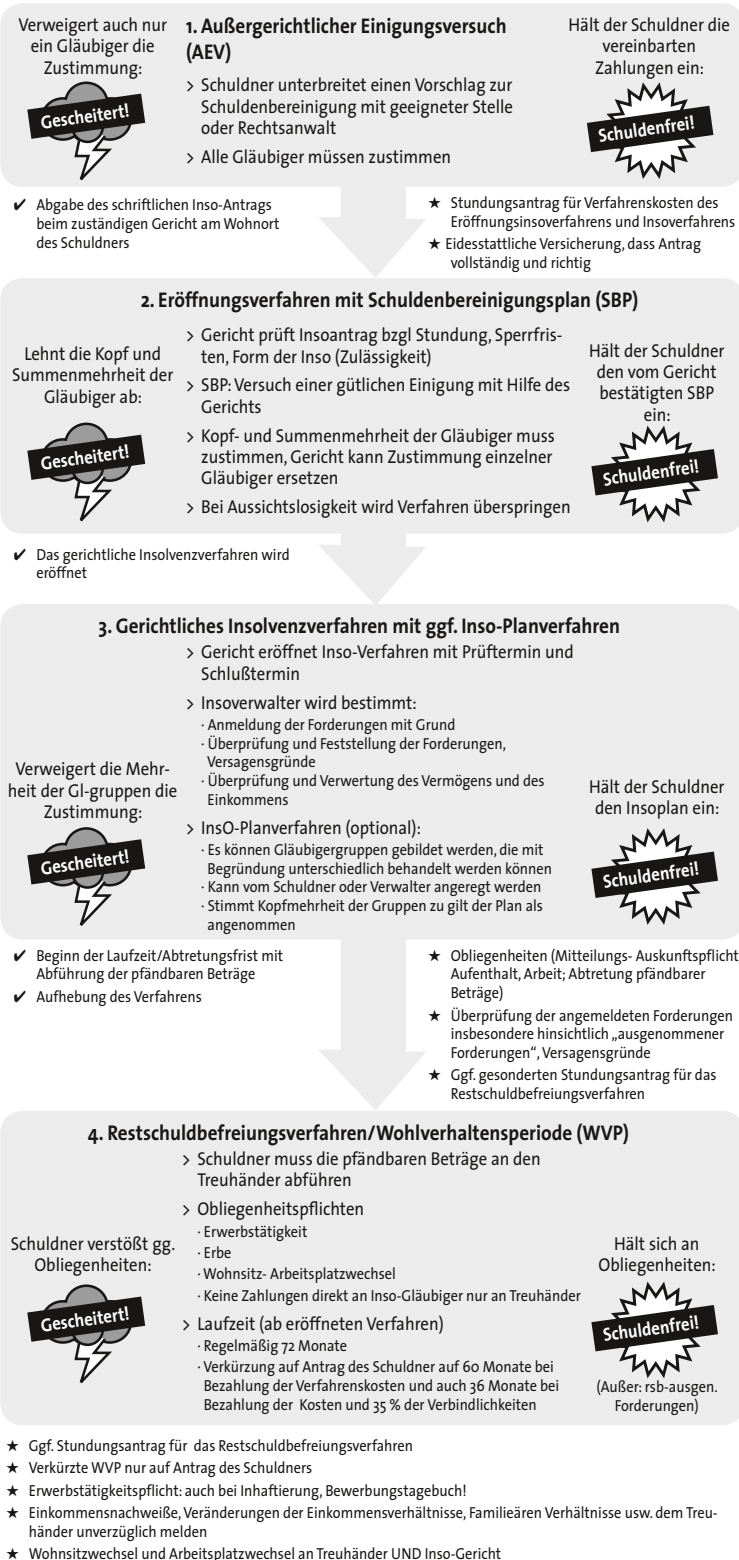 Verweigert auch nur
ein Gläubiger die
Zustimmung:
Gescheitert!
1. Außergerichtlicher Einigungsversuch
(AEV)
> Schuldner unterbreitet einen Vorschlag zur
Schuldenbereinigung mit geeigneter Stelle
oder Rechtsanwalt
> Alle Gläubiger müssen zustimmen
Hält der Schuldner die
vereinbarten
Zahlungen ein:
Schuldenfrei!
✔ Abgabe des schriftlichen Inso-Antrags
beim zuständigen Gericht am Wohnort
des Schuldners
★ Stundungsantrag für Verfahrenskosten des
Eröffnungsinsoverfahrens und Insoverfahrens
★ Eidesstattliche Versicherung, dass Antrag
vollständig und richtig
2. Eröffnungsverfahren mit Schuldenbereinigungsplan (SBP)
Lehnt die Kopf und
Summenmehrheit der
Gläubiger ab:
Gescheitert!
> Gericht prüft Insoantrag bzgl Stundung, Sperrfris-
ten, Form der Inso (Zulässigkeit)
> SBP: Versuch einer gütlichen Einigung mit Hilfe des
Gerichts
> Kopf- und Summenmehrheit der Gläubiger muss
zustimmen, Gericht kann Zustimmung einzelner
Gläubiger ersetzen
> Bei Aussichtslosigkeit wird Verfahren überspringen
Hält der Schuldner
den vom Gericht
bestätigten SBP
ein:
Schuldenfrei!
✔ Das gerichtliche Insolvenzverfahren wird
eröffnet
3. Gerichtliches Insolvenzverfahren mit ggf. Inso-Planverfahren
> Gericht eröffnet Inso-Verfahren mit Prüftermin und
Schlußtermin
> Insoverwalter wird bestimmt:
· Anmeldung der Forderungen mit Grund
· Überprüfung und Feststellung der Forderungen,
Versagensgründe
· Überprüfung und Verwertung des Vermögens und des
Einkommens
> InsO-Planverfahren (optional):
· Es können Gläubigergruppen gebildet werden, die mit
Begründung unterschiedlich behandelt werden können
· Kann vom Schuldner oder Verwalter angeregt werden
· Stimmt Kopfmehrheit der Gruppen zu gilt der Plan als
angenommen
Verweigert die Mehr-
heit der Gl-gruppen die
Zustimmung:
Gescheitert!
Hält der Schuldner
den Insoplan ein:
Schuldenfrei!
✔ Beginn der Laufzeit/Abtretungsfrist mit
Abführung der pfändbaren Beträge
✔ Aufhebung des Verfahrens
★ Obliegenheiten (Mitteilungs- Auskunftspflicht
Aufenthalt, Arbeit; Abtretung pfändbarer
Beträge)
★ Überprüfung der angemeldeten Forderungen
insbesondere hinsichtlich „ausgenommener
Forderungen“, Versagensgründe
★ Ggf. gesonderten Stundungsantrag für das
Restschuldbefreiungsverfahren
4. Restschuldbefreiungsverfahren/Wohlverhaltensperiode (WVP)
> Schuldner muss die pfändbaren Beträge an den
Treuhänder abführen
> Obliegenheitspflichten
· Erwerbstätigkeit
· Erbe
· Wohnsitz- Arbeitsplatzwechsel
· Keine Zahlungen direkt an Inso-Gläubiger nur an Treuhänder
> Laufzeit (ab eröffneten Verfahren)
· Regelmäßig 72 Monate
· Verkürzung auf Antrag des Schuldner auf 60 Monate bei
Bezahlung der Verfahrenskosten und auch 36 Monate bei
Bezahlung der Kosten und 35 % der Verbindlichkeiten
Schuldner verstößt gg.
Obliegenheiten:
Gescheitert!
Hält sich an
Obliegenheiten:
Schuldenfrei!
(Außer: rsb-ausgen.
Forderungen)
★ Ggf. Stundungsantrag für das Restschuldbefreiungsverfahren
★ Verkürzte WVP nur auf Antrag des Schuldners
★ Erwerbstätigkeitspflicht: auch bei Inhaftierung, Bewerbungstagebuch!
★ Einkommensnachweiße, Veränderungen der Einkommensverhältnisse, Familieären Verhältnisse usw. dem Treu-
händer unverzüglich melden
★ Wohnsitzwechsel und Arbeitsplatzwechsel an Treuhänder UND Inso-Gericht